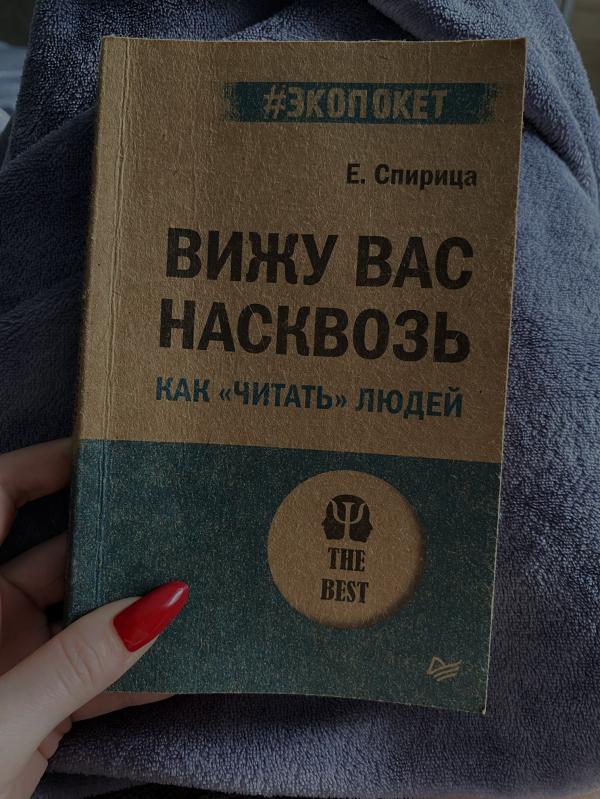 #ЭКОПОКЕТ
Е. Спирица
ВИЖУ ВАС
НАСКВОЗЬ
КАК «ЧИТАТЬ» ЛЮДЕЙ
Ψ
THE
BEST